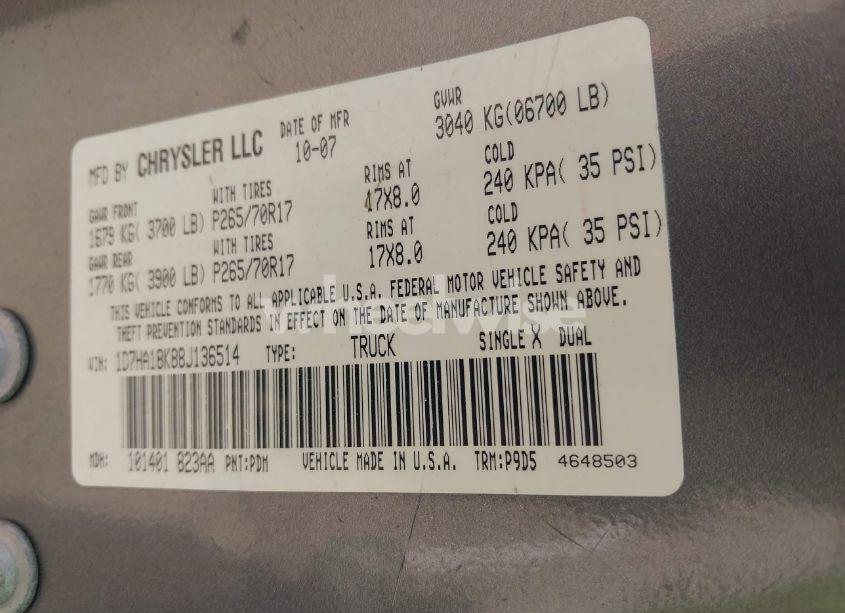 MFD BY CHRYSLER LLC DATE OF MFR 10-07 GVWR 3040 KG(06700 LB)
GAWR FRONT WITH TIRES RIMS AT COLD
1679 KG( 3700 LB) P265/70R17 17X8.0 240 KPA( 35 PSI)
GAWR REAR WITH TIRES RIMS AT COLD
1770 KG( 3900 LB) P265/70R17 17X8.0 240 KPA( 35 PSI)
THIS VEHICLE CONFORMS TO ALL APPLICABLE U.S.A. FEDERAL MOTOR VEHICLE SAFETY AND
THEFT PREVENTION STANDARDS IN EFFECT ON THE DATE OF MANUFACTURE SHOWN ABOVE.
VIN: 1D7HA18K88J136514 TYPE: TRUCK SINGLE X DUAL
MDH: 101401 823AA PNT:PDM VEHICLE MADE IN U.S.A. TRM:P9D5 4648503
wheelwise